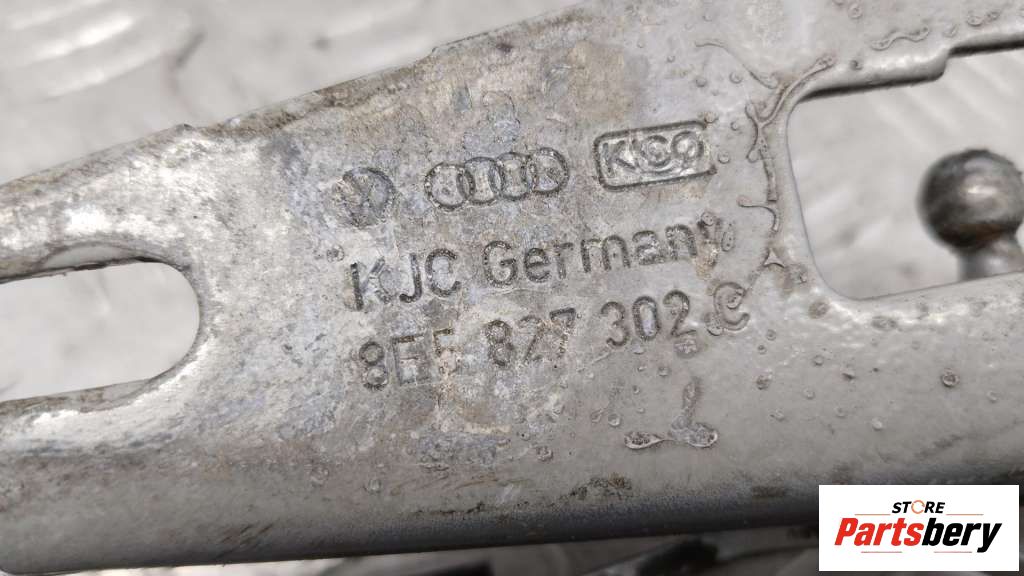 KISO
KJC Germany
8E5 827 302 C
STORE
Partsbery